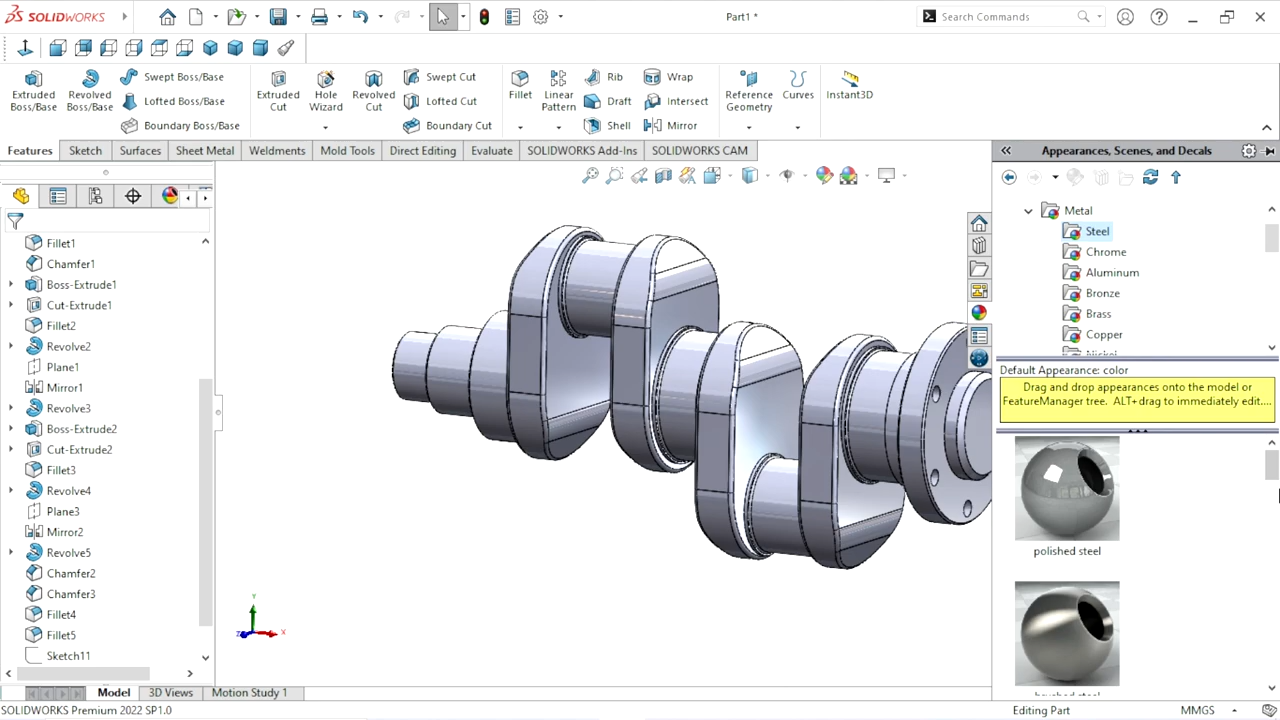 SOLIDWORKS
Part1 *
Search Commands
Extruded Boss/Base
Revolved Boss/Base
Swept Boss/Base
Lofted Boss/Base
Boundary Boss/Base
Extruded Cut
Hole Wizard
Revolved Cut
Swept Cut
Lofted Cut
Boundary Cut
Fillet
Linear Pattern
Rib
Draft
Shell
Wrap
Intersect
Mirror
Reference Geometry
Curves
Instant3D
Features
Sketch
Surfaces
Sheet Metal
Weldments
Mold Tools
Direct Editing
Evaluate
SOLIDWORKS Add-Ins
SOLIDWORKS CAM
Fillet1
Chamfer1
Boss-Extrude1
Cut-Extrude1
Fillet2
Revolve2
Plane1
Mirror1
Revolve3
Boss-Extrude2
Cut-Extrude2
Fillet3
Revolve4
Plane3
Mirror2
Revolve5
Chamfer2
Chamfer3
Fillet4
Fillet5
Sketch11
Y
Z
X
Appearances, Scenes, and Decals
Metal
Steel
Chrome
Aluminum
Bronze
Brass
Copper
Nickel
Default Appearance: color
Drag and drop appearances onto the model or
FeatureManager tree. ALT+drag to immediately edit....
polished steel
brushed steel
Model
3D Views
Motion Study 1
SOLIDWORKS Premium 2022 SP1.0
Editing Part
MMGS